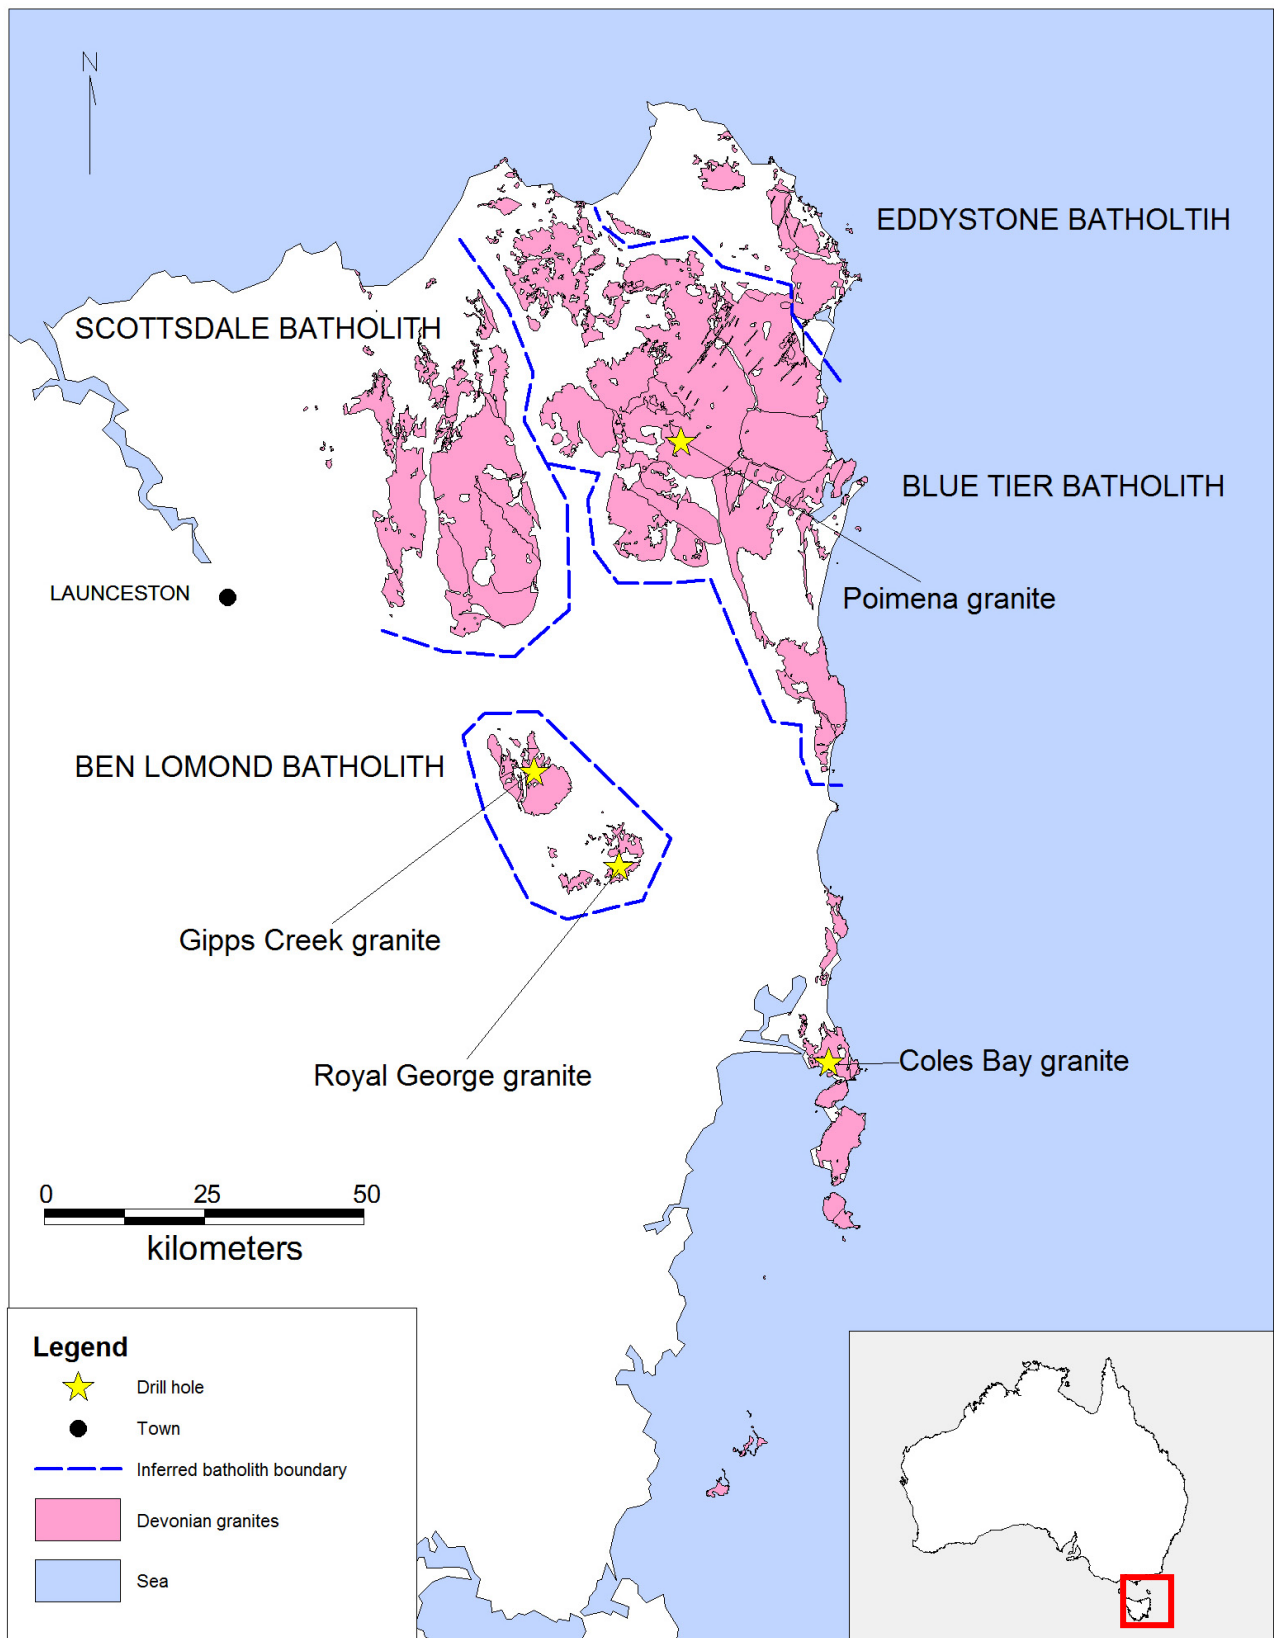 N
EDDYSTONE BATHOLTIH
SCOTTSDALE BATHOLITH
BLUE TIER BATHOLITH
LAUNCESTON
Poimena granite
BEN LOMOND BATHOLITH
Gipps Creek granite
Royal George granite
Coles Bay granite
0 25 50
kilometers
Legend
Drill hole
Town
Inferred batholith boundary
Devonian granites
Sea